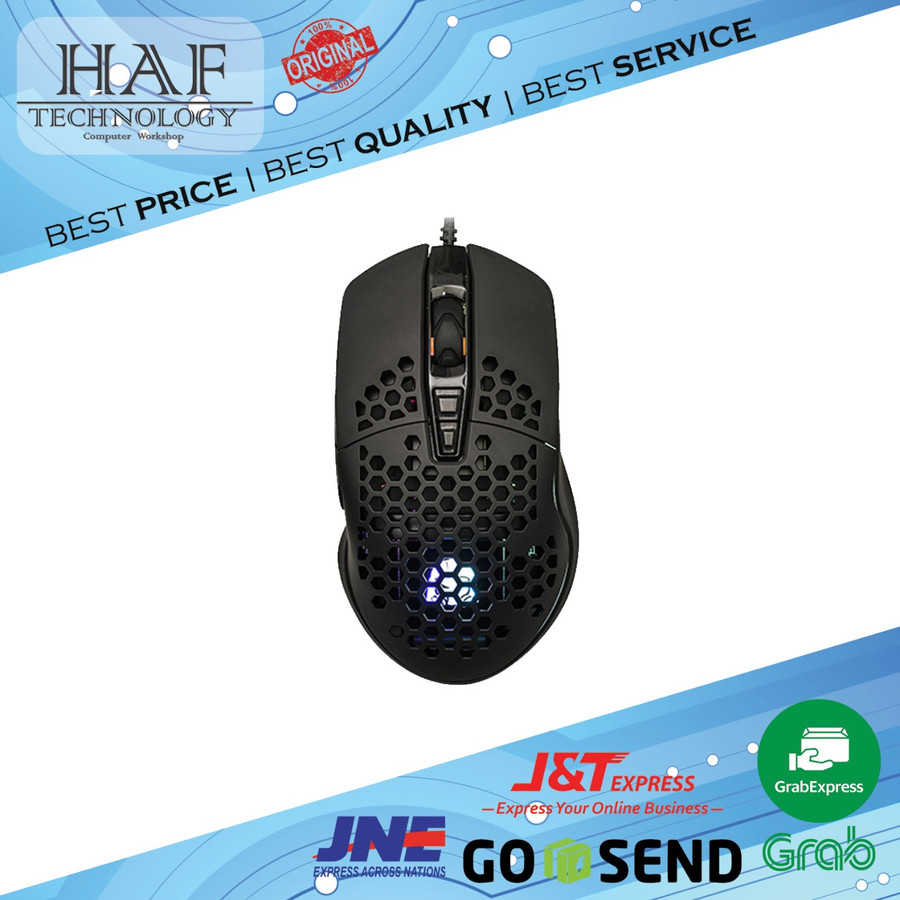 HAF
TECHNOLOGY
Computer Workshop
100%
ORIGINAL
100%
BEST PRICE | BEST QUALITY | BEST SERVICE
J&T EXPRESS
Express Your Online Business
GrabExpress
JNE
EXPRESS ACROSS NATIONS
GO SEND
Grab